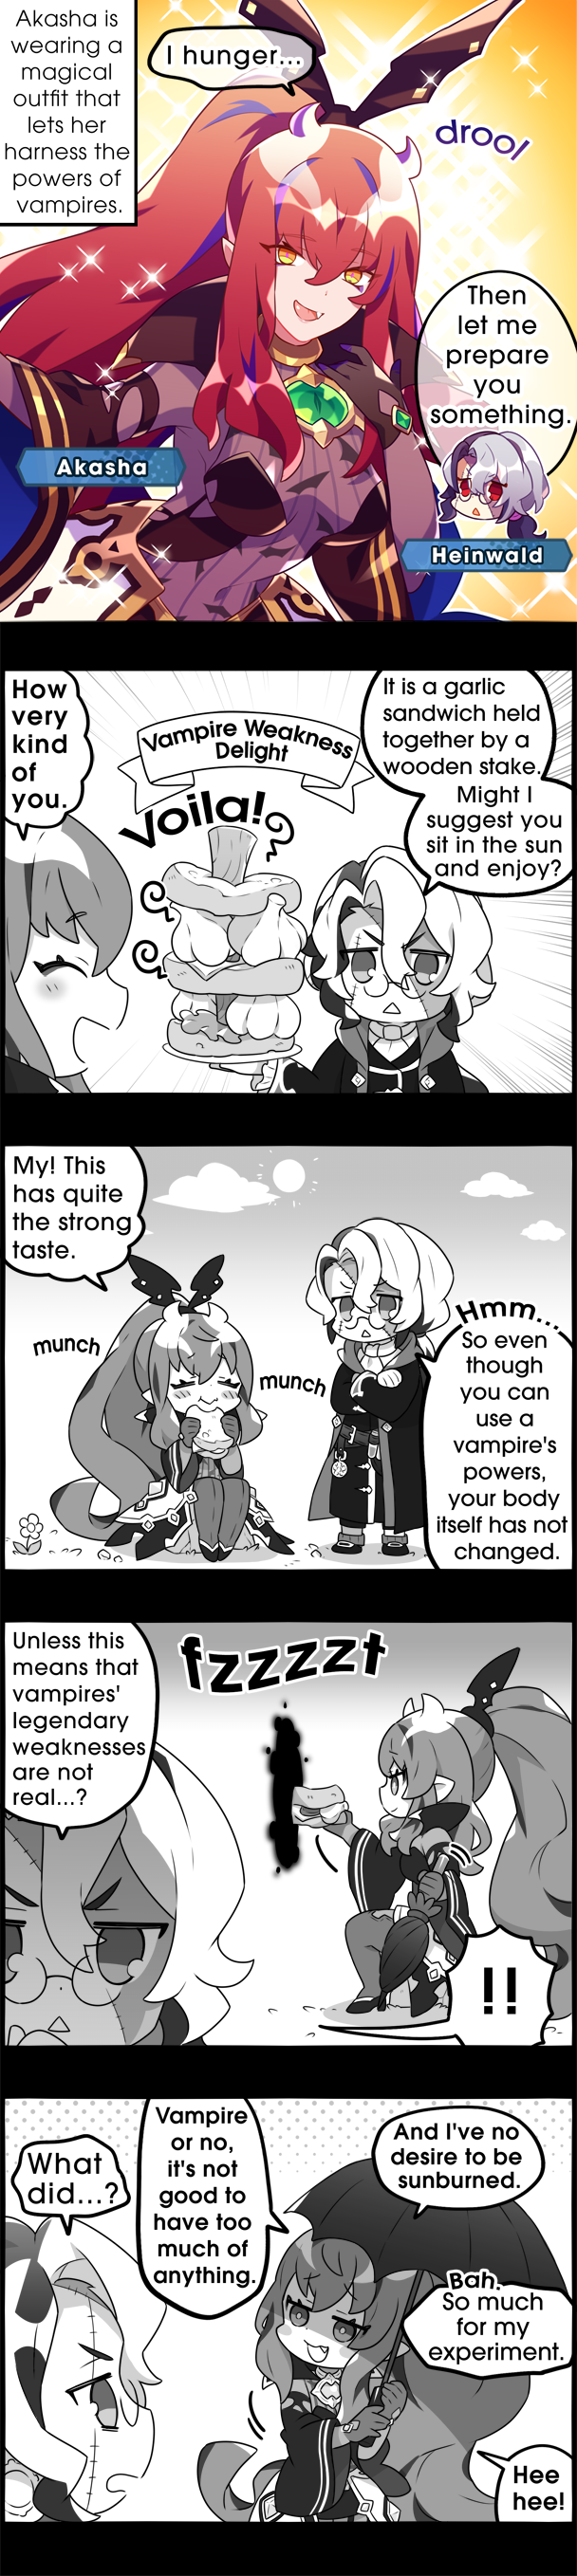 Akasha is
wearing a
magical
outfit that
lets her
harness the
powers of
vampires.
I hunger...
drool
Then
let me
prepare
you
something.
Akasha
Heinwald
How
very
kind
of
you.
Vampire Weakness
Delight
Voila!
It is a garlic
sandwich held
together by a
wooden stake.
Might I
suggest you
sit in the sun
and enjoy?
My! This
has quite
the strong
taste.
munch
munch
Hmm...
So even
though
you can
use a
vampire's
powers,
your body
itself has not
changed.
Unless this
means that
vampires'
legendary
weaknesses
are not
real...?
fzzzzt
!!
What
did...?
Vampire
or no,
it's not
good to
have too
much of
anything.
And I've no
desire to be
sunburned.
Bah.
So much
for my
experiment.
Hee
hee!